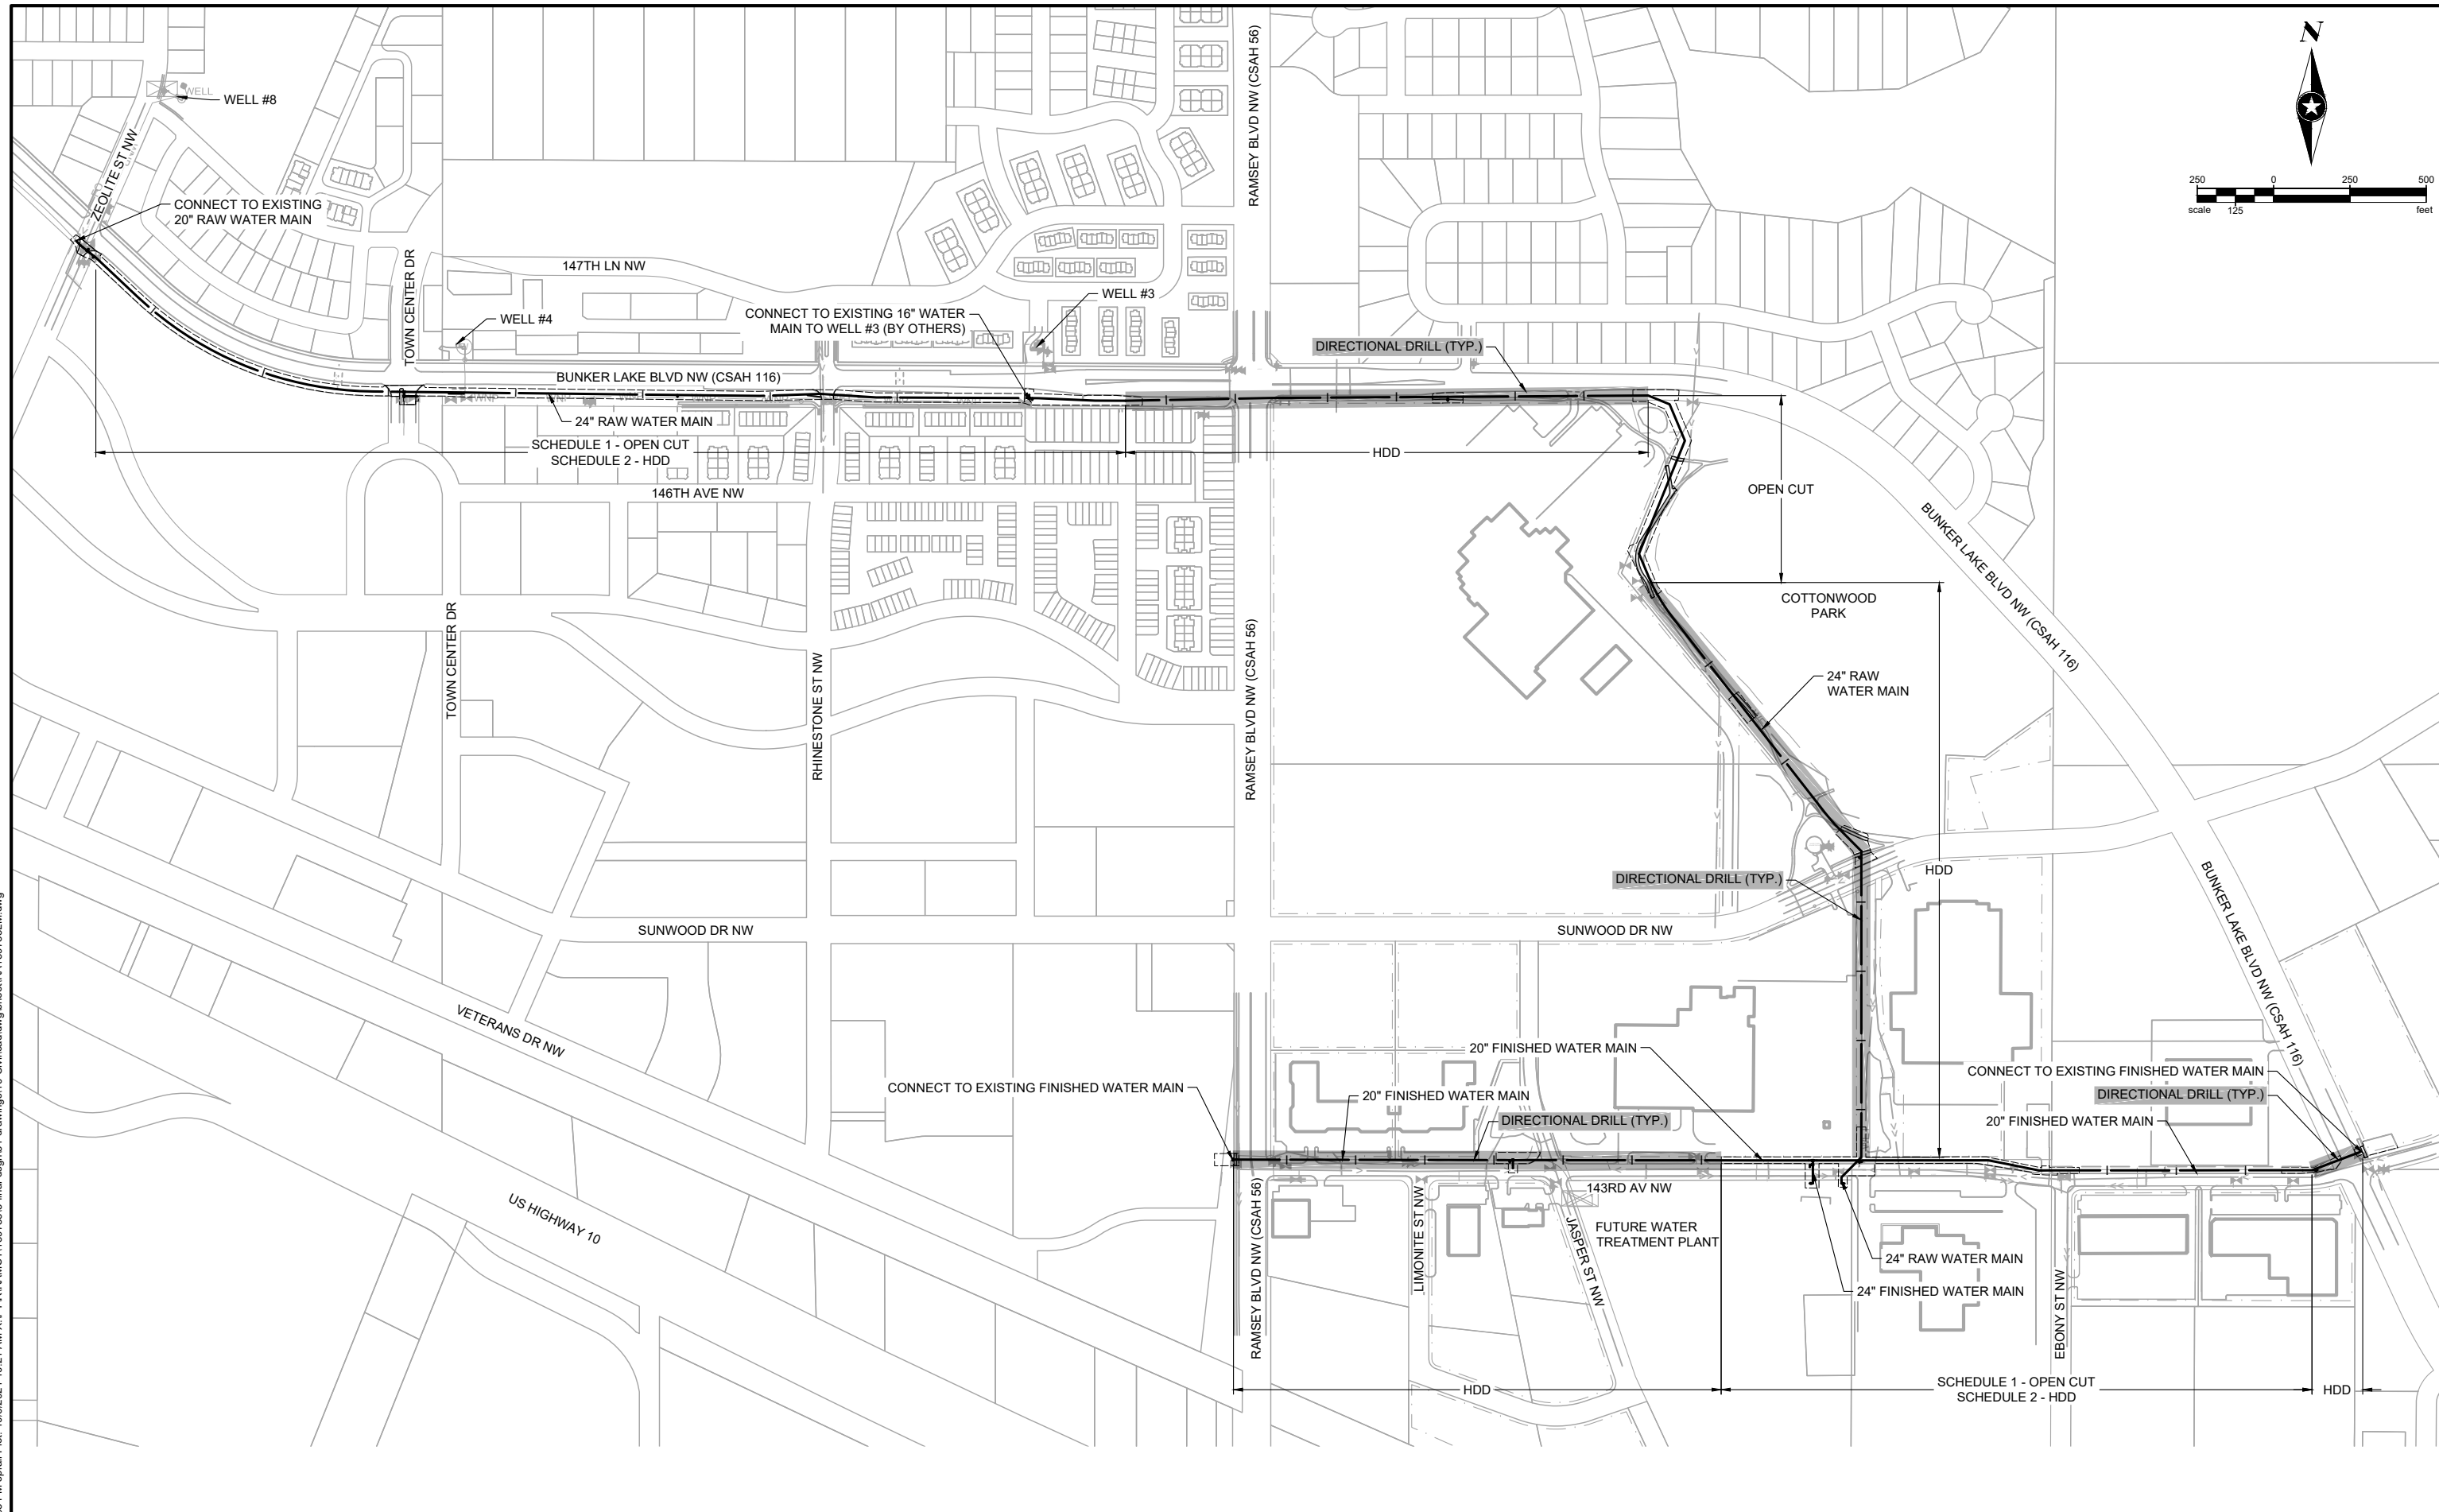 N
250
0
250
500
scale
125
feet
WELL
WELL #8
ZEOLITE ST NW
CONNECT TO EXISTING
20" RAW WATER MAIN
RAMSEY BLVD NW (CSAH 56)
TOWN CENTER DR
147TH LN NW
WELL #4
CONNECT TO EXISTING 16" WATER
MAIN TO WELL #3 (BY OTHERS)
WELL #3
DIRECTIONAL DRILL (TYP.)
BUNKER LAKE BLVD NW (CSAH 116)
24" RAW WATER MAIN
SCHEDULE 1 - OPEN CUT
SCHEDULE 2 - HDD
HDD
OPEN CUT
146TH AVE NW
BUNKER LAKE BLVD NW (CSAH 116)
COTTONWOOD
PARK
TOWN CENTER DR
RHINESTONE ST NW
RAMSEY BLVD NW (CSAH 56)
24" RAW
WATER MAIN
DIRECTIONAL DRILL (TYP.)
HDD
BUNKER LAKE BLVD NW (CSAH 116)
SUNWOOD DR NW
SUNWOOD DR NW
VETERANS DR NW
20" FINISHED WATER MAIN
CONNECT TO EXISTING FINISHED WATER MAIN
20" FINISHED WATER MAIN
DIRECTIONAL DRILL (TYP.)
CONNECT TO EXISTING FINISHED WATER MAIN
DIRECTIONAL DRILL (TYP.)
20" FINISHED WATER MAIN
143RD AV NW
US HIGHWAY 10
RAMSEY BLVD NW (CSAH 56)
LIMONITE ST NW
JASPER ST NW
FUTURE WATER
TREATMENT PLANT
24" RAW WATER MAIN
24" FINISHED WATER MAIN
EBONY ST NW
HDD
SCHEDULE 1 - OPEN CUT
SCHEDULE 2 - HDD
HDD